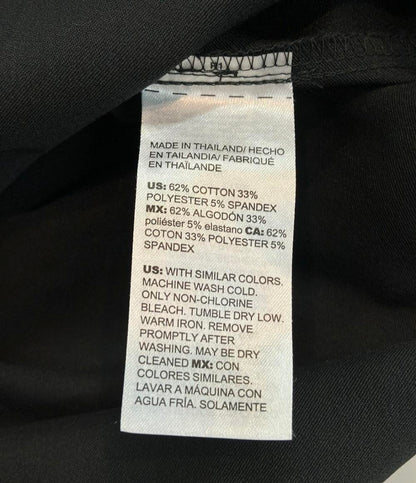 MADE IN THAILAND/ HECHO
EN TAILANDIA/ FABRIQUÉ
EN THAÏLANDE
US: 62% COTTON 33%
POLYESTER 5% SPANDEX
MX: 62% ALGODÓN 33%
poliéster 5% elastano CA: 62%
COTON 33% POLYESTER 5%
SPANDEX
US: WITH SIMILAR COLORS.
MACHINE WASH COLD.
ONLY NON-CHLORINE
BLEACH. TUMBLE DRY LOW.
WARM IRON. REMOVE
PROMPTLY AFTER
WASHING. MAY BE DRY
CLEANED MX: CON
COLORES SIMILARES.
LAVAR A MÁQUINA CON
AGUA FRÍA. SOLAMENTE